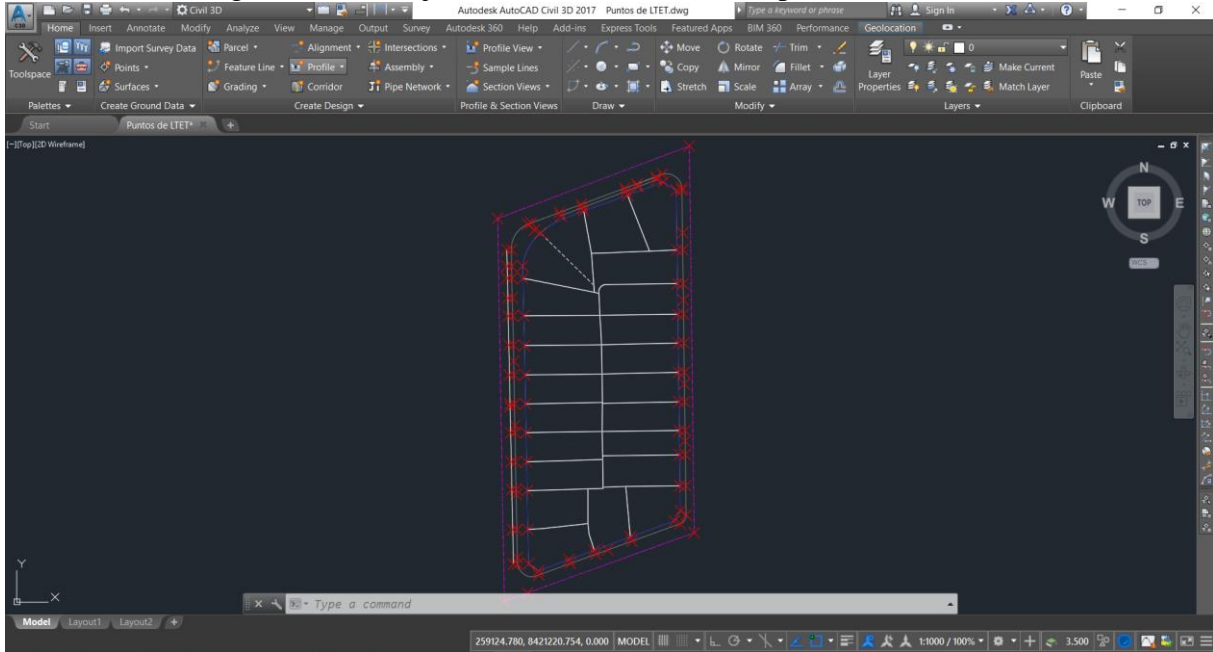 Civil 3D
Autodesk AutoCAD Civil 3D 2017 Puntos de LTET.dwg
Type a keyword or phrase
Sign In
Home Insert Annotate Modify Analyze View Manage Output Survey Autodesk 360 Help Add-ins Express Tools Featured Apps BIM 360 Performance Geolocation
Import Survey Data Parcel Alignment Intersections Profile View Move Rotate Trim 0
Toolspace Points Feature Line Profile Assembly Sample Lines Copy Mirror Fillet Layer Properties Make Current Paste
Surfaces Grading Corridor Pipe Network Section Views Stretch Scale Array Match Layer
Palettes Create Ground Data Create Design Profile & Section Views Draw Modify Layers Clipboard
Start Puntos de LTET*
[-][Top][2D Wireframe]
N
W TOP E
S
WCS
Y
X
Type a command
Model Layout1 Layout2
259124.780, 8421220.754, 0.000 MODEL 1:1000 / 100% 3.500